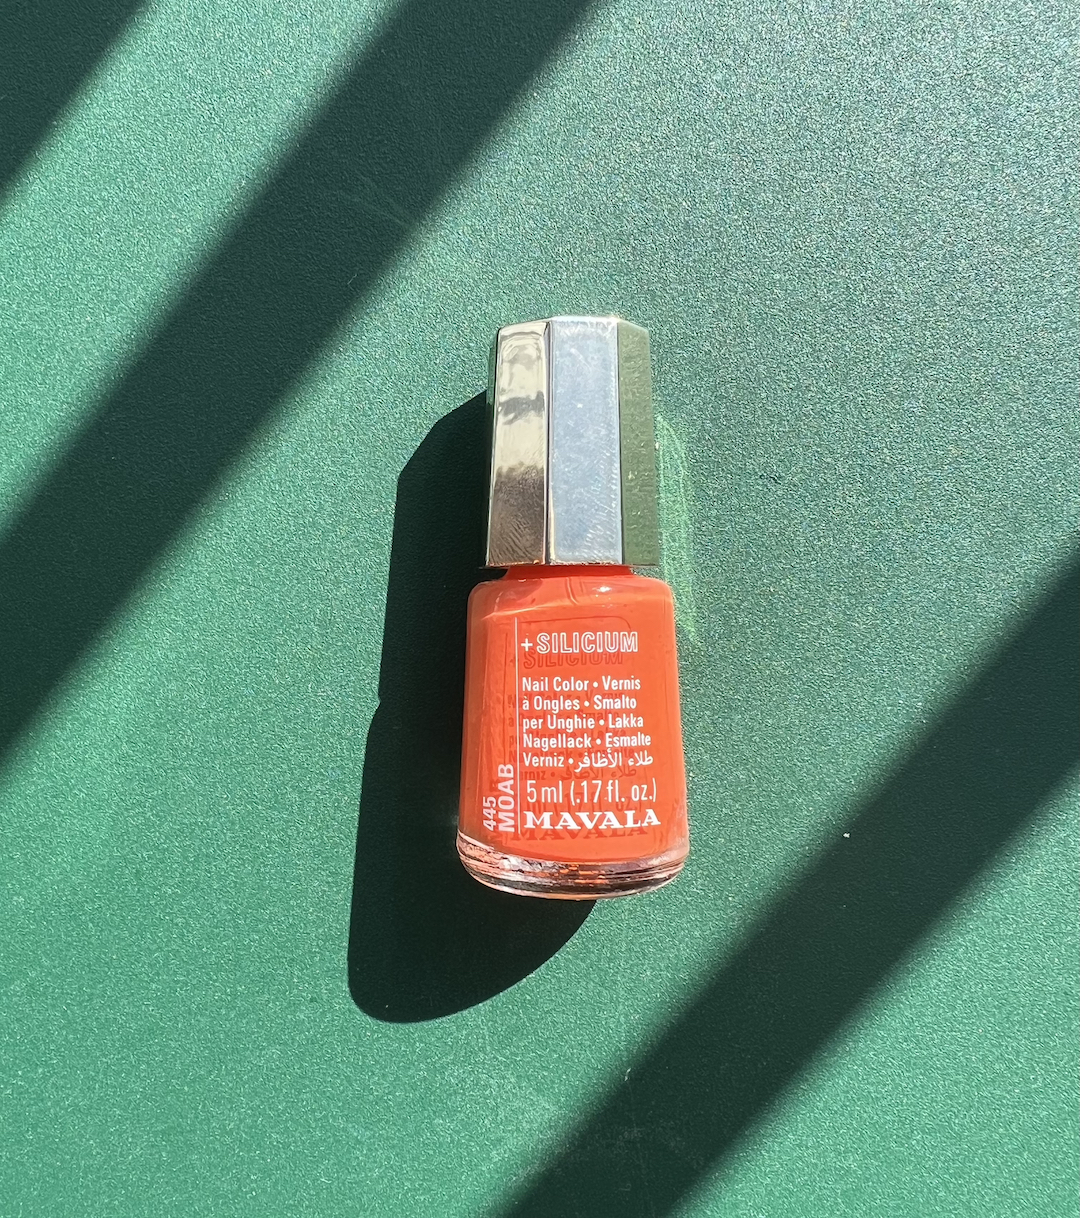 +SILICIUM
Nail Color • Vernis
à Ongles • Smalto
per Unghie • Lakka
Nagellack • Esmalte
Verniz • طلاء الأظافر
5 ml (.17 fl. oz.)
MAVALA
445
MOAB